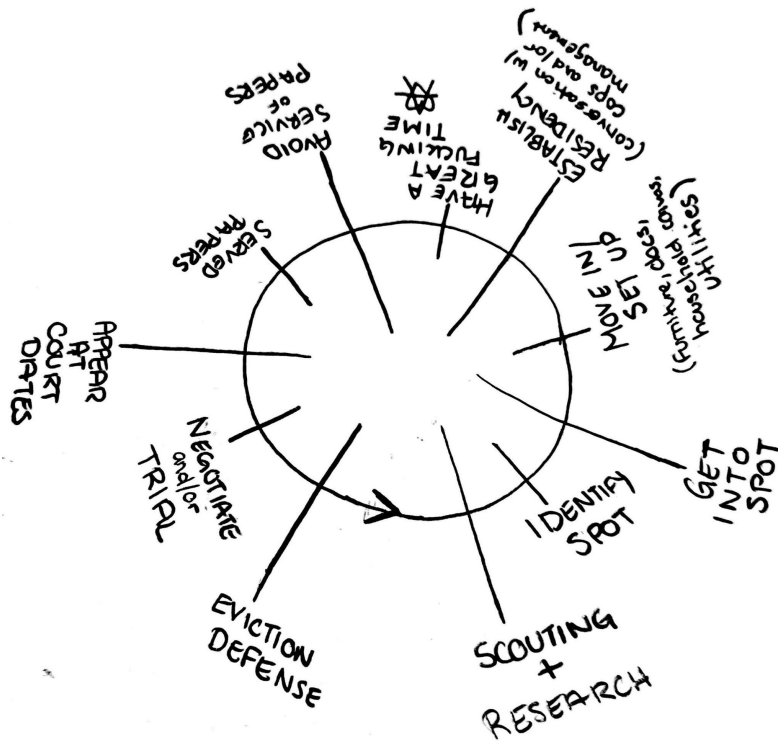 SCOUTING
+
RESEARCH
IDENTIFY
SPOT
GET
INTO
SPOT
MOVE IN/
SET UP
(furniture, docs,
household convos,
utilities)
ESTABLISH
RESIDENCY
(conversation w/
cops and/or
management)
HAVE A
GREAT
FUCKING
TIME
AVOID
SERVICE
OF
PAPERS
SERVED
PAPERS
APPEAR
AT
COURT
DATES
NEGOTIATE
and/or
TRIAL
EVICTION
DEFENSE